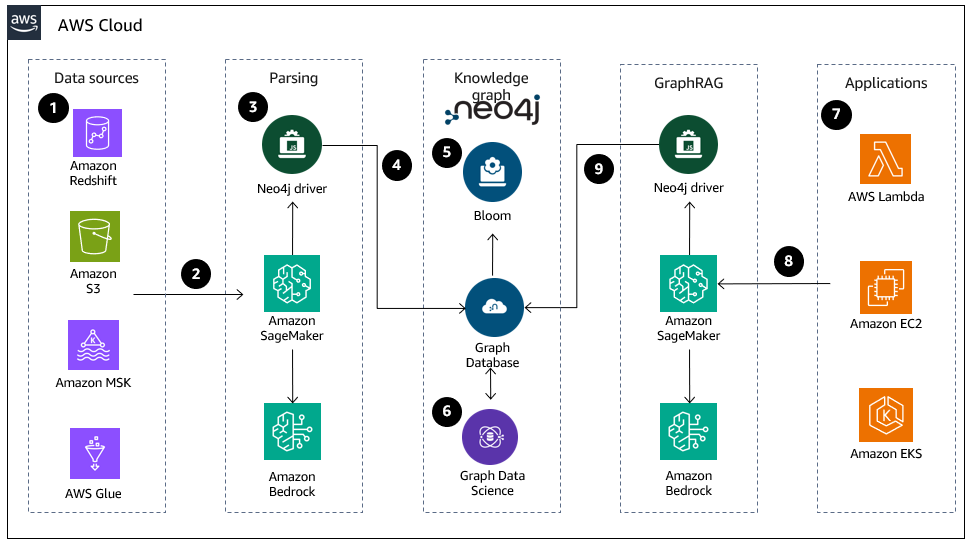 aws
AWS Cloud
Data sources
1
Amazon
Redshift
Amazon
S3
Amazon MSK
AWS Glue
2
Parsing
3
JS
Neo4j driver
Amazon
SageMaker
Amazon
Bedrock
4
Knowledge
graph
neo4j
5
Bloom
Graph
Database
6
Graph Data
Science
GraphRAG
9
JS
Neo4j driver
Amazon
SageMaker
Amazon
Bedrock
8
Applications
7
AWS Lambda
Amazon EC2
K
Amazon EKS